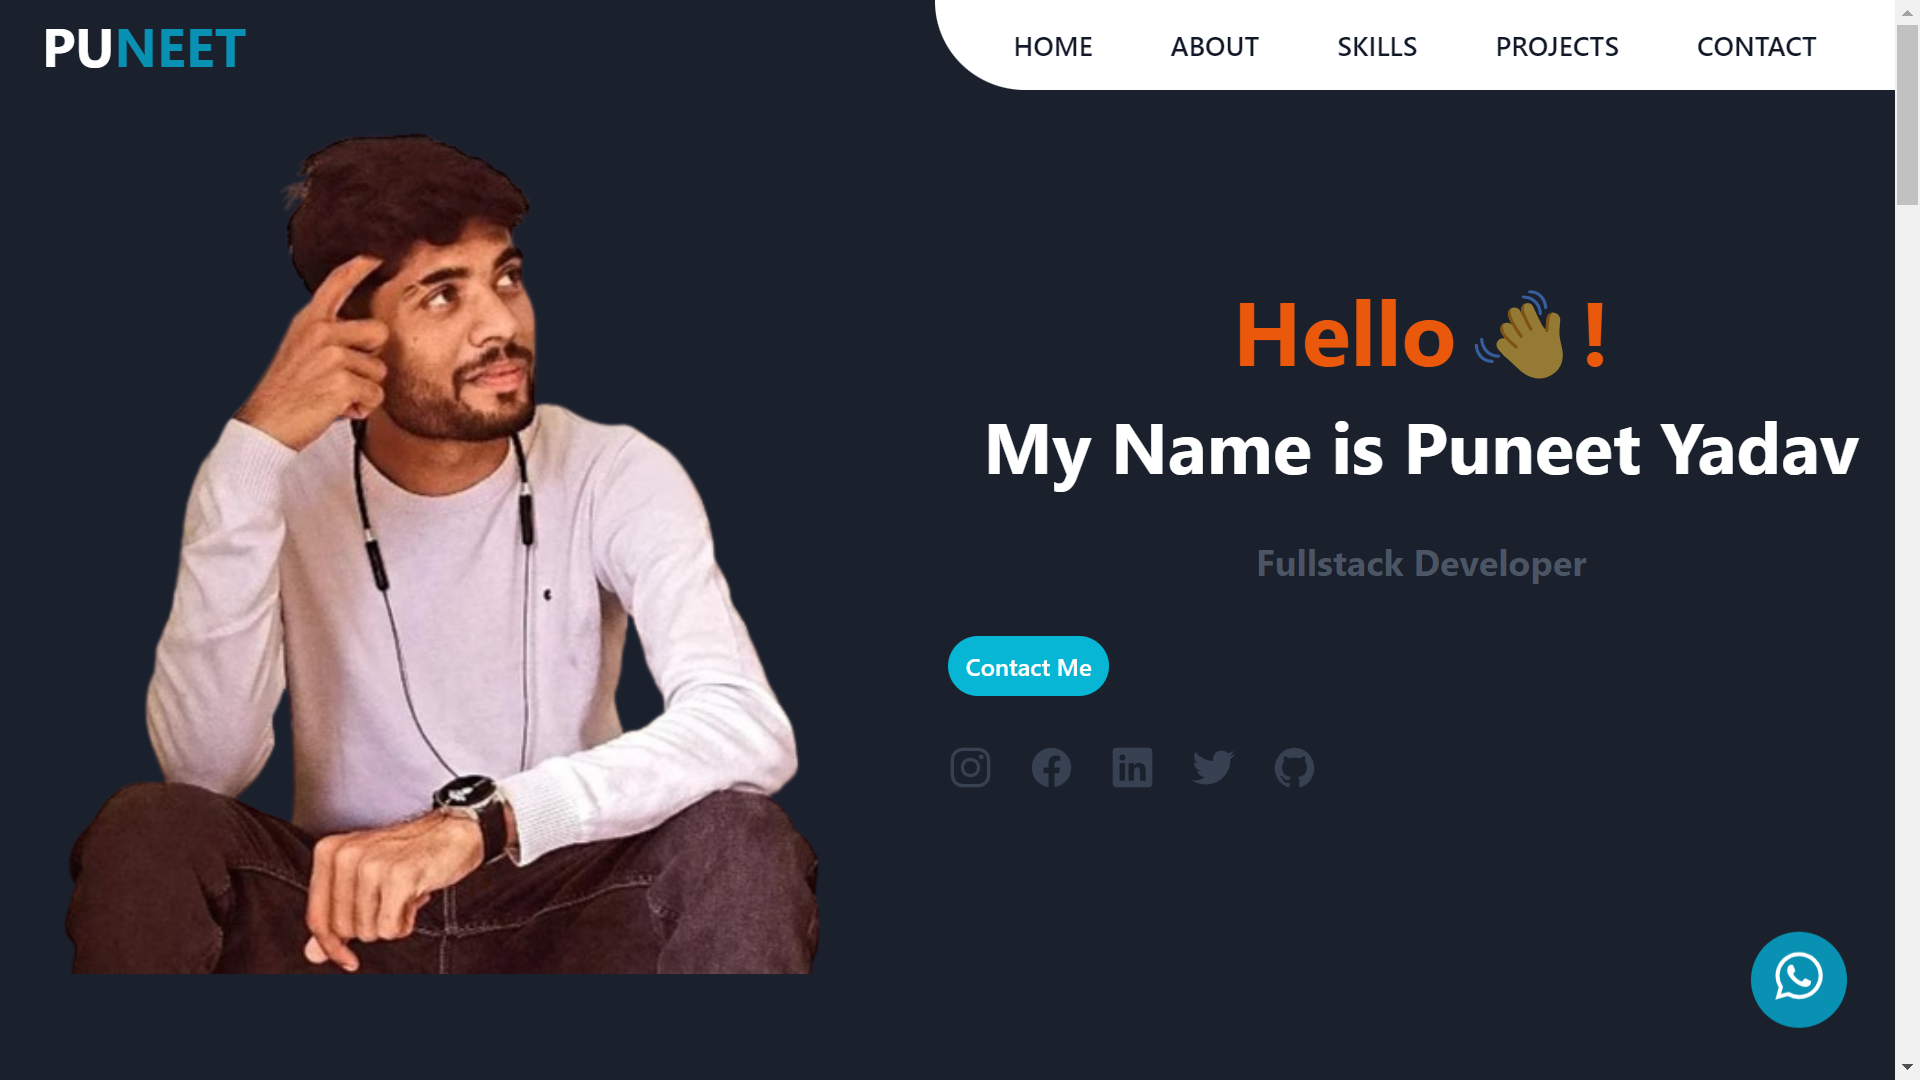 PUNEET
HOME ABOUT SKILLS PROJECTS CONTACT
Hello 👋 !
My Name is Puneet Yadav
Fullstack Developer
Contact Me